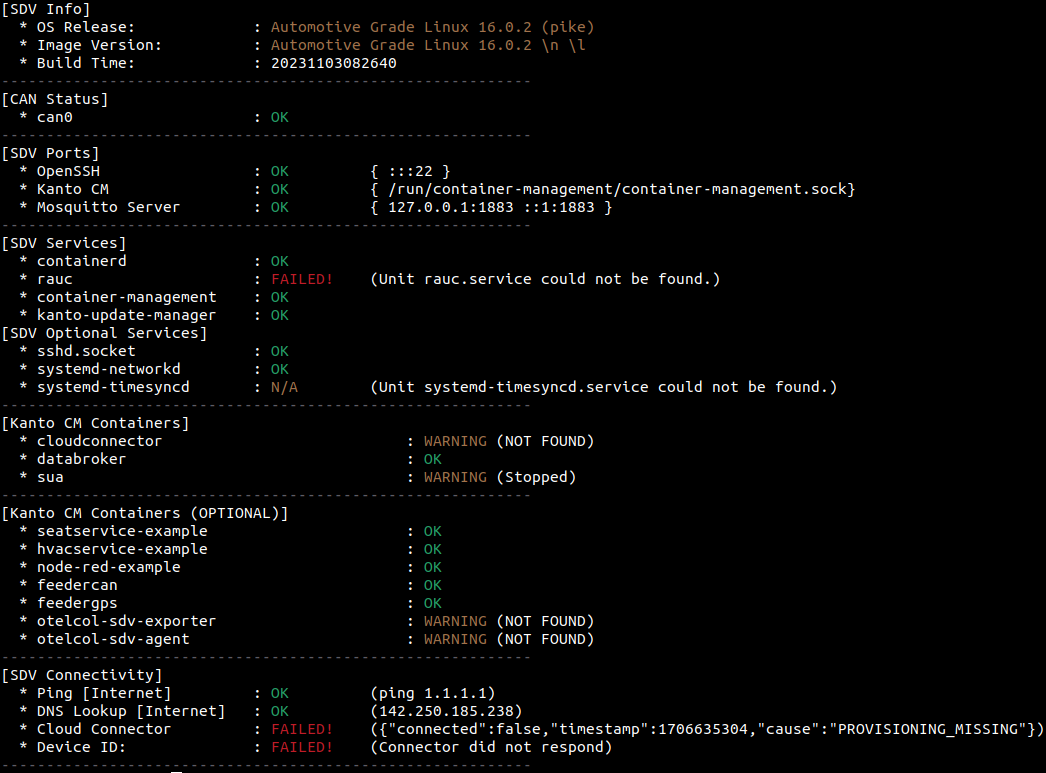 [SDV Info]
  * OS Release:             : Automotive Grade Linux 16.0.2 (pike)
  * Image Version:          : Automotive Grade Linux 16.0.2 \n \l
  * Build Time:             : 20231103082640
-----------------------------------------------------------
[CAN Status]
  * can0                    : OK
-----------------------------------------------------------
[SDV Ports]
  * OpenSSH                 : OK         { :::22 }
  * Kanto CM                : OK         { /run/container-management/container-management.sock}
  * Mosquitto Server        : OK         { 127.0.0.1:1883 ::1:1883 }
-----------------------------------------------------------
[SDV Services]
  * containerd              : OK
  * rauc                    : FAILED!    (Unit rauc.service could not be found.)
  * container-management    : OK
  * kanto-update-manager    : OK
[SDV Optional Services]
  * sshd.socket             : OK
  * systemd-networkd        : OK
  * systemd-timesyncd       : N/A        (Unit systemd-timesyncd.service could not be found.)
-----------------------------------------------------------
[Kanto CM Containers]
  * cloudconnector                           : WARNING (NOT FOUND)
  * databroker                               : OK
  * sua                                      : WARNING (Stopped)
-----------------------------------------------------------
[Kanto CM Containers (OPTIONAL)]
  * seatservice-example                      : OK
  * hvacservice-example                      : OK
  * node-red-example                         : OK
  * feedercan                                : OK
  * feedergps                                : OK
  * otelcol-sdv-exporter                     : WARNING (NOT FOUND)
  * otelcol-sdv-agent                        : WARNING (NOT FOUND)
-----------------------------------------------------------
[SDV Connectivity]
  * Ping [Internet]         : OK         (ping 1.1.1.1)
  * DNS Lookup [Internet]   : OK         (142.250.185.238)
  * Cloud Connector         : FAILED!    ({"connected":false,"timestamp":1706635304,"cause":"PROVISIONING_MISSING"})
  * Device ID:              : FAILED!    (Connector did not respond)
-----------------------------------------------------------